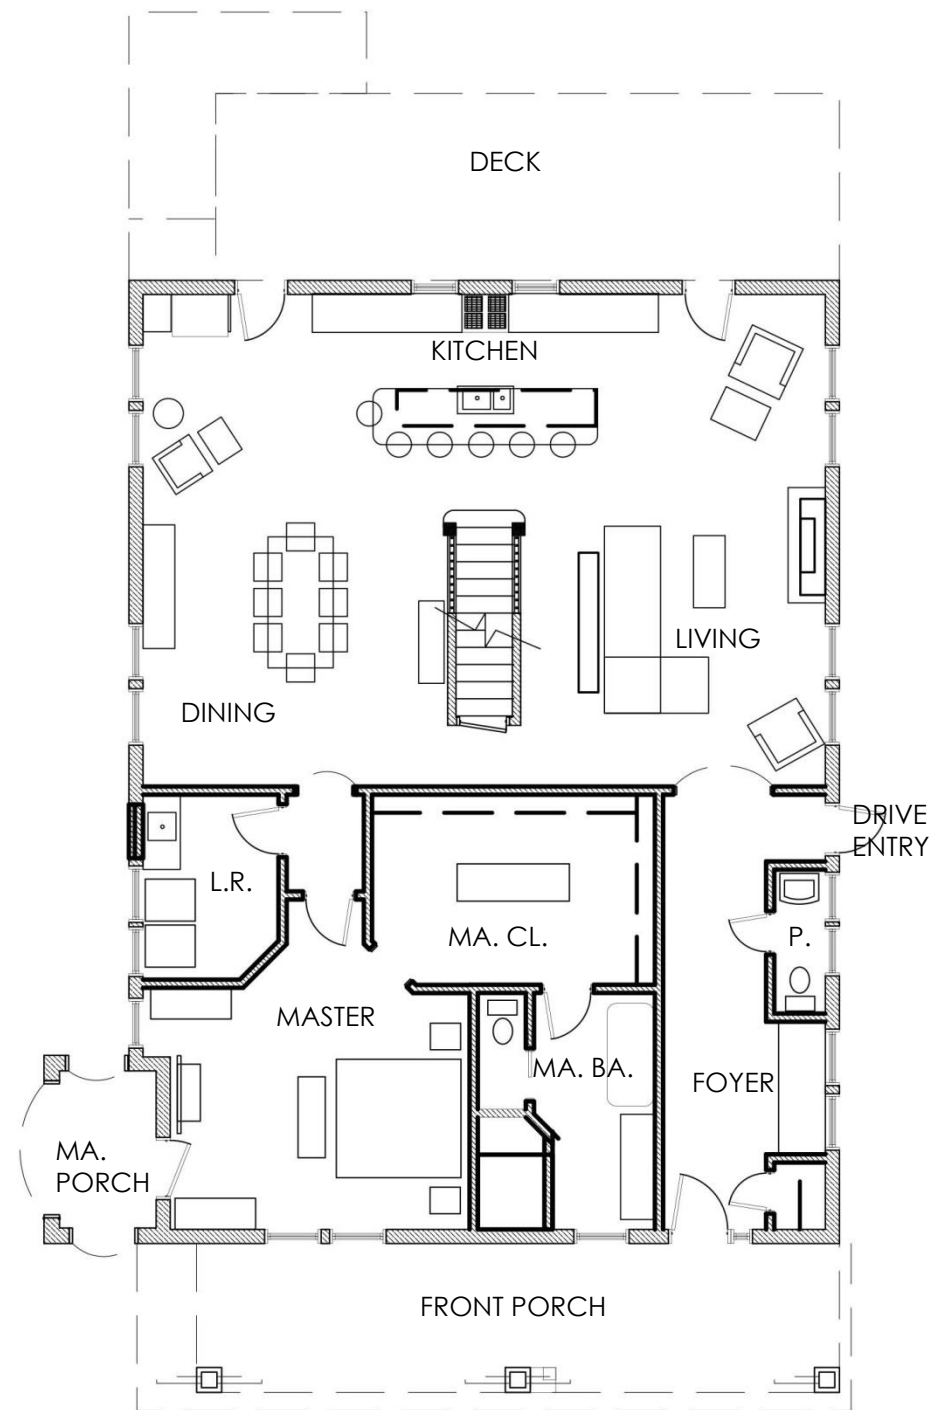 DECK
KITCHEN
LIVING
DINING
DRIVE
ENTRY
L.R.
MA. CL.
P.
MASTER
MA. BA.
FOYER
MA.
PORCH
FRONT PORCH